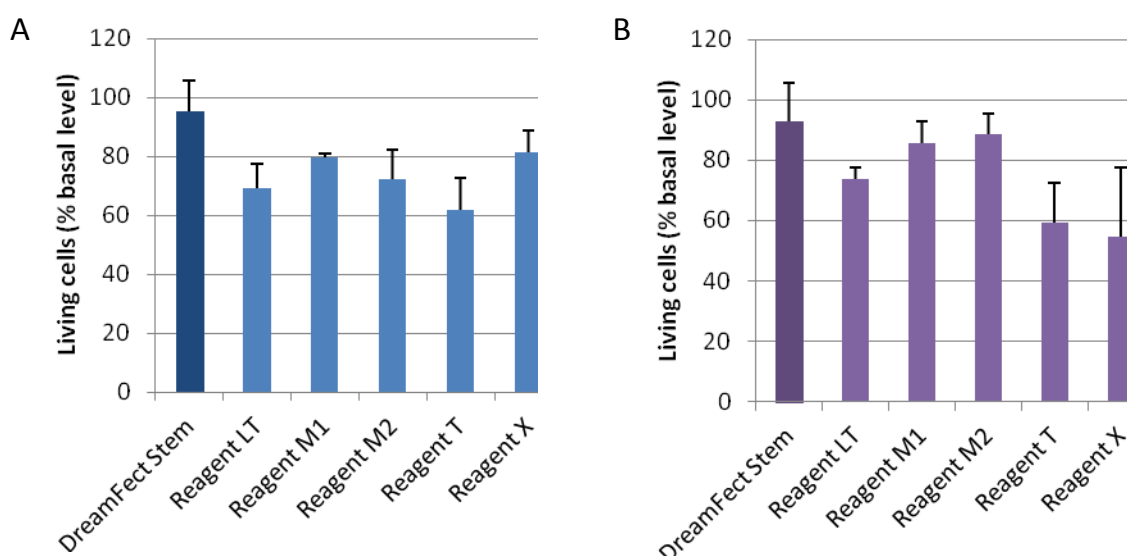 A
Living cells (% basal level)
120
100
80
60
40
20
0
DreamFect Stem
Reagent LT
Reagent M1
Reagent M2
Reagent T
Reagent X
B
Living cells (% basal level)
120
100
80
60
40
20
0
DreamFect Stem
Reagent LT
Reagent M1
Reagent M2
Reagent T
Reagent X